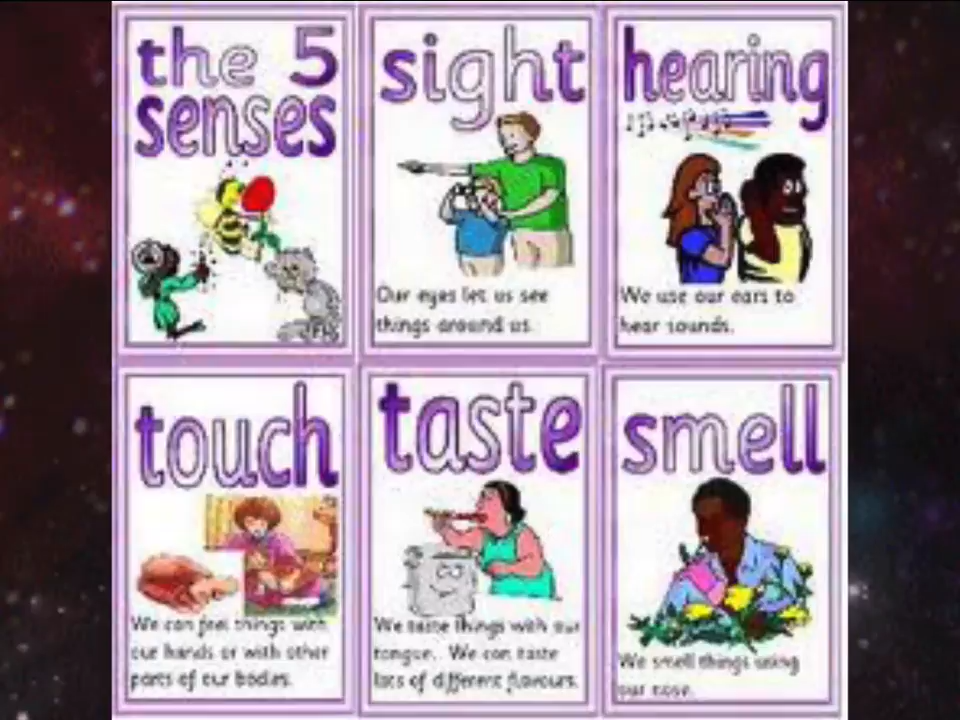 the 5
senses
sight
Our eyes let us see
things around us.
hearing
We use our ears to
hear sounds.
touch
We can feel things with
our hands or with other
parts of our bodies.
taste
We taste things with our
tongue. We can taste
lots of different flavours.
smell
We smell things using
our nose.